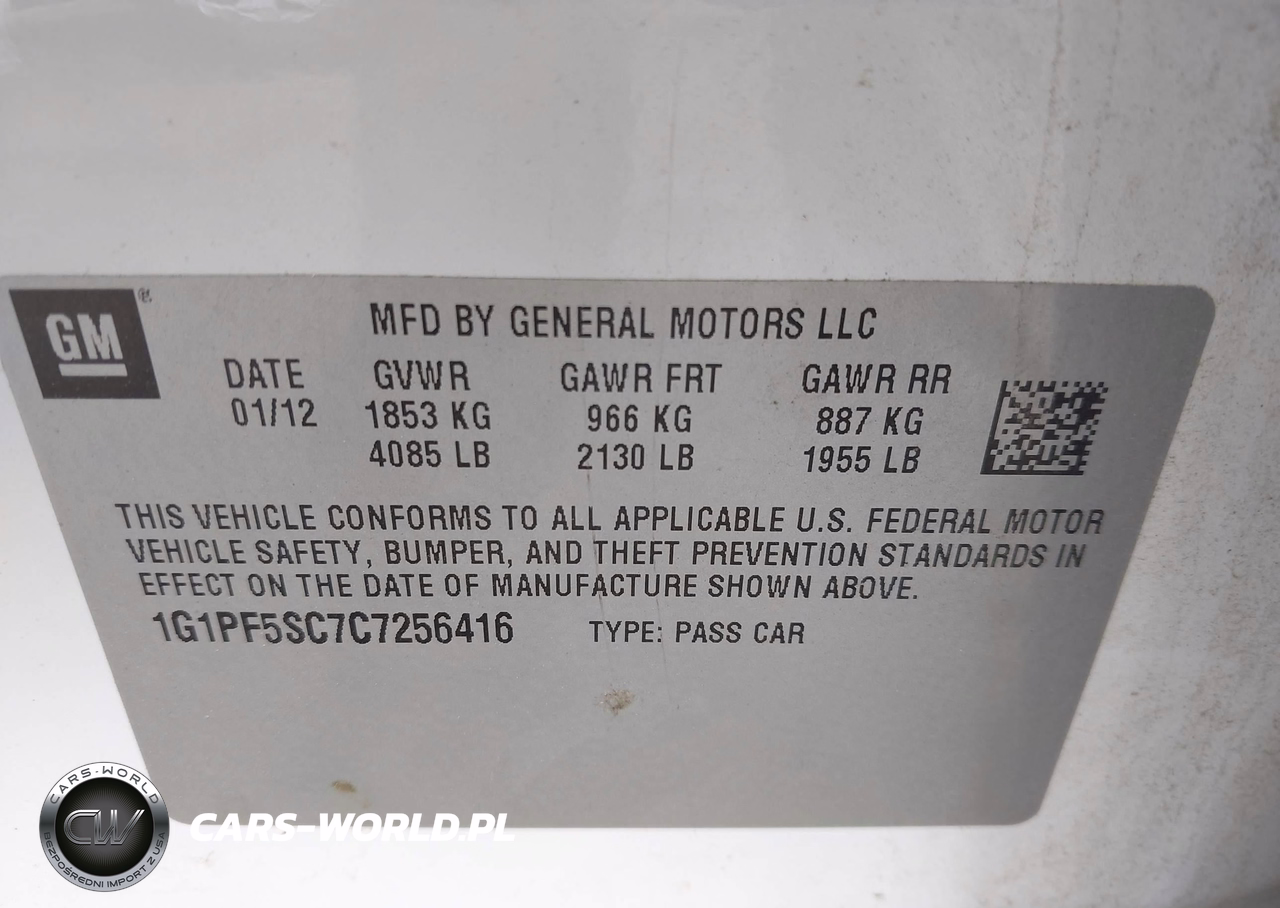 GM®
MFD BY GENERAL MOTORS LLC
DATE GVWR GAWR FRT GAWR RR
01/12 1853 KG 966 KG 887 KG
4085 LB 2130 LB 1955 LB
THIS VEHICLE CONFORMS TO ALL APPLICABLE U.S. FEDERAL MOTOR
VEHICLE SAFETY, BUMPER, AND THEFT PREVENTION STANDARDS IN
EFFECT ON THE DATE OF MANUFACTURE SHOWN ABOVE.
1G1PF5SC7C7256416 TYPE: PASS CAR
CARS-WORLD
CW
BEZPOŚREDNI IMPORT Z USA
CARS-WORLD.PL